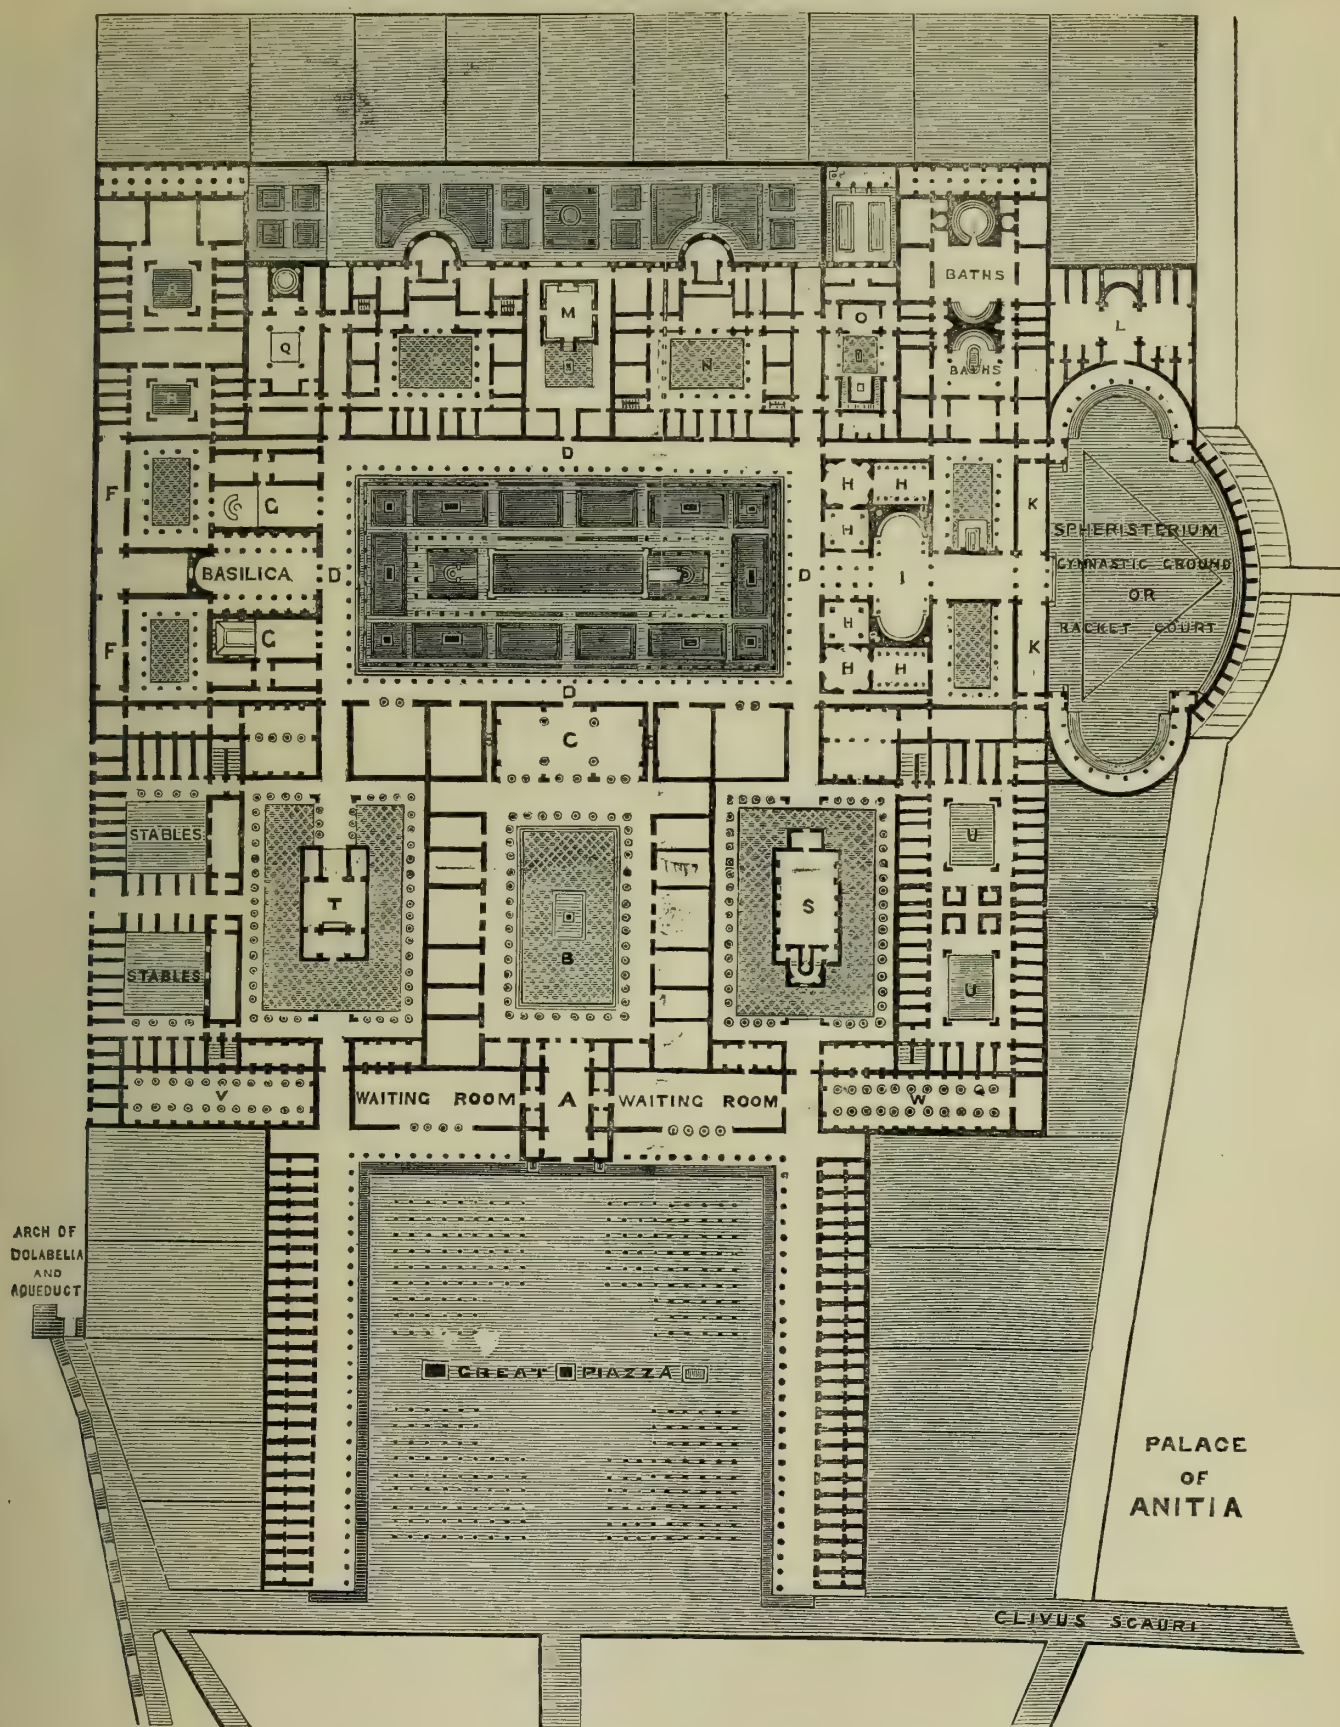 R
BATHS
M
O
L
Q
N
BATHS
R
D
F
G
H
H
K
SPHERISTERIUM
H
BASILICA
D
D
I
GYMNASTIC GROUND
OR
H
RACKET COURT
F
G
K
H
H
D
C
STABLES
U
T
S
B
STABLES
U
V
WAITING ROOM
A
WAITING ROOM
W
ARCH OF
DOLABELLA
AND
AQUEDUCT
GREAT PIAZZA
PALACE
OF
ANITIA
CLIVUS SCAURI